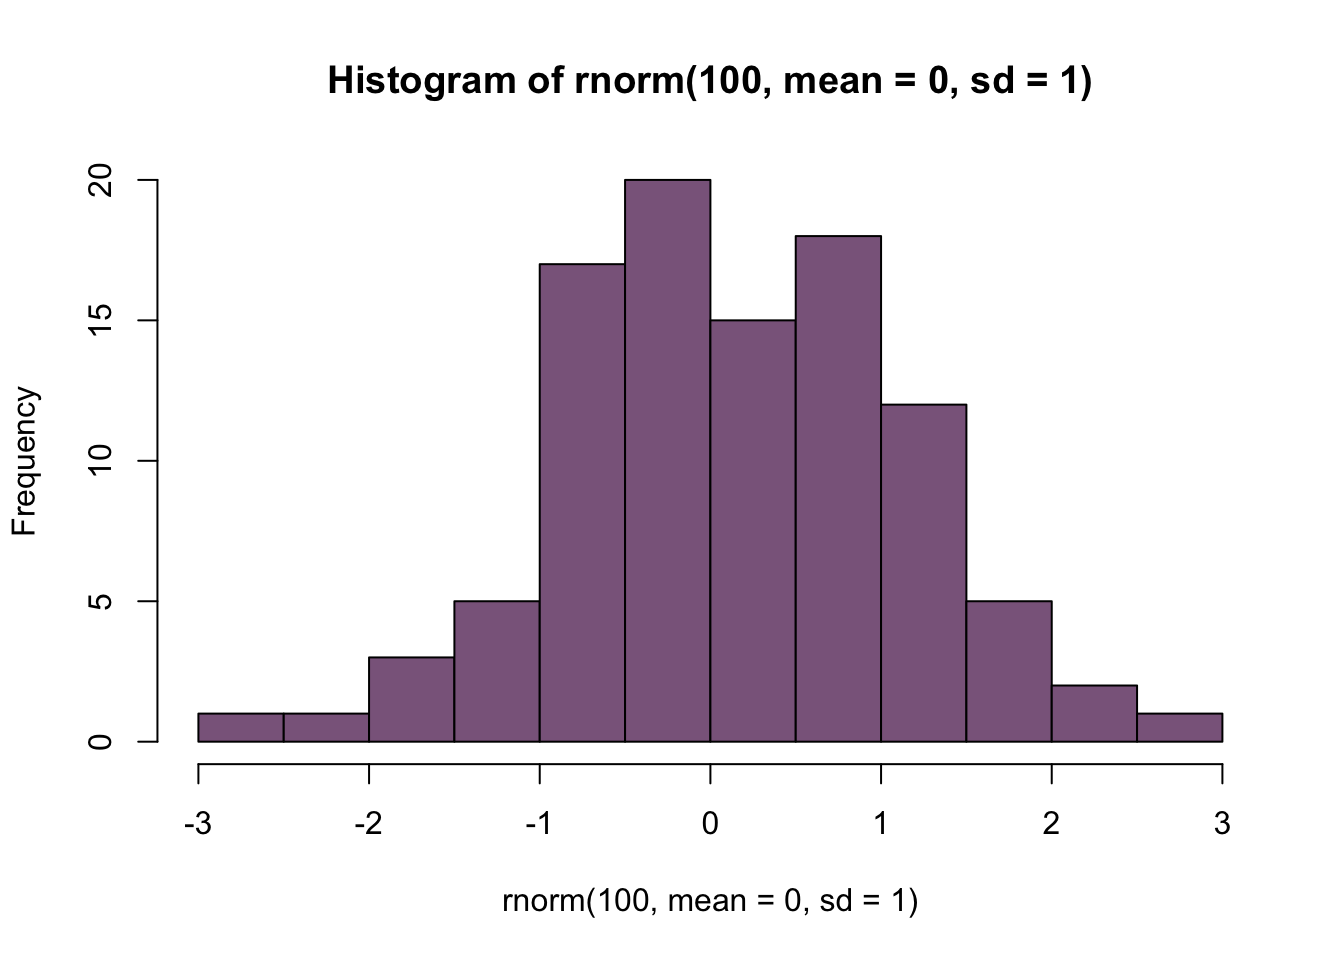 Histogram of rnorm(100, mean = 0, sd = 1)
Frequency
20
15
10
5
0
-3 -2 -1 0 1 2 3
rnorm(100, mean = 0, sd = 1)